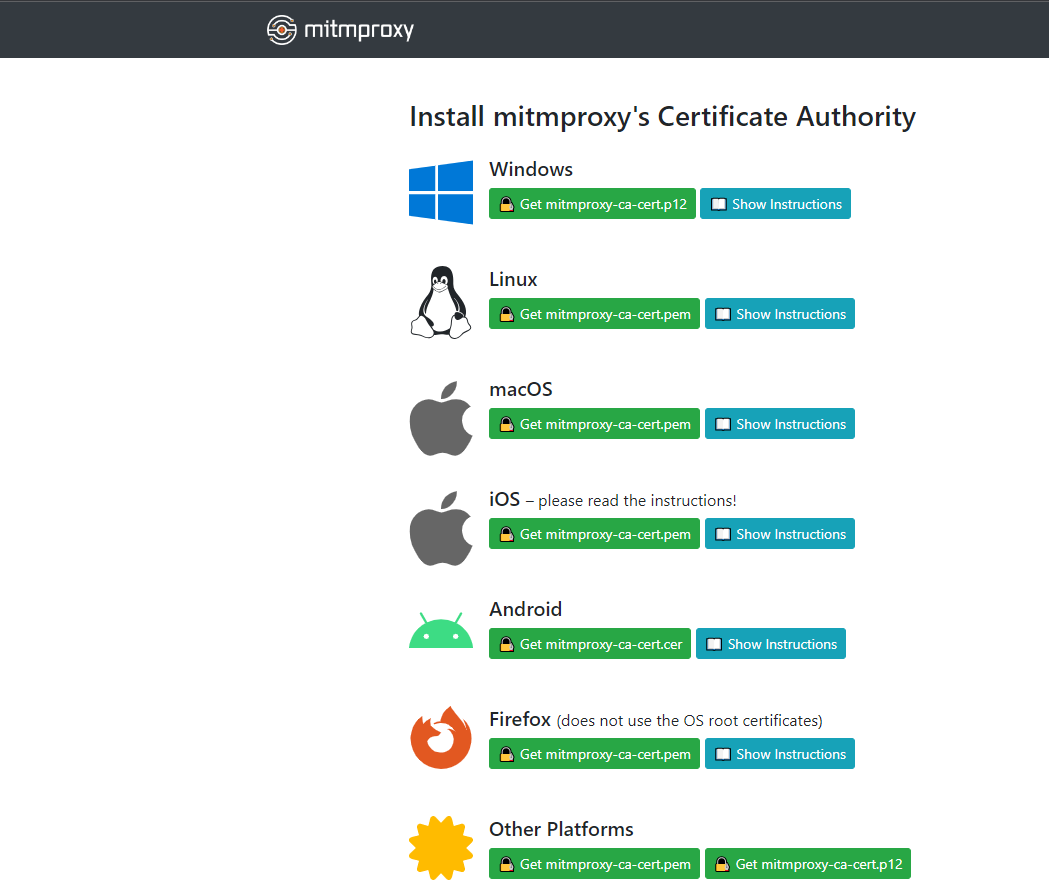 mitmproxy
Install mitmproxy's Certificate Authority
Windows
Get mitmproxy-ca-cert.p12 Show Instructions
Linux
Get mitmproxy-ca-cert.pem Show Instructions
macOS
Get mitmproxy-ca-cert.pem Show Instructions
iOS – please read the instructions!
Get mitmproxy-ca-cert.pem Show Instructions
Android
Get mitmproxy-ca-cert.cer Show Instructions
Firefox (does not use the OS root certificates)
Get mitmproxy-ca-cert.pem Show Instructions
Other Platforms
Get mitmproxy-ca-cert.pem Get mitmproxy-ca-cert.p12